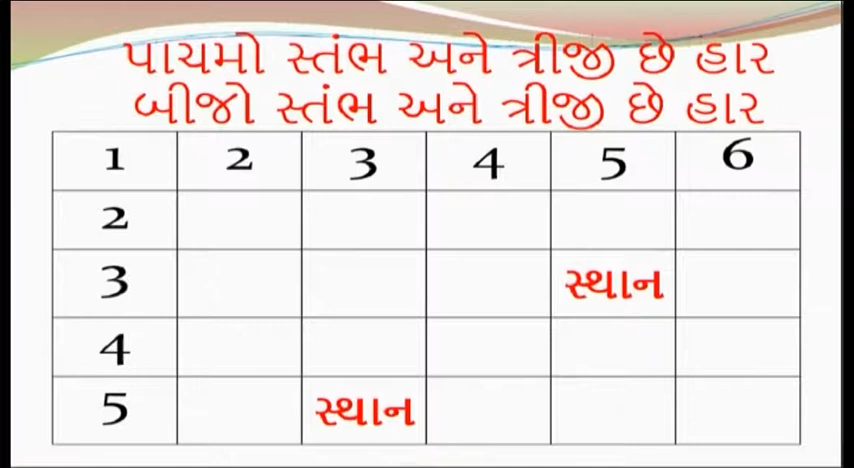 પાચમો સ્તંભ અને ત્રીજી છે હાર
બીજો સ્તંભ અને ત્રીજી છે હાર
1 2 3 4 5 6
2
3 સ્થાન
4
5 સ્થાન